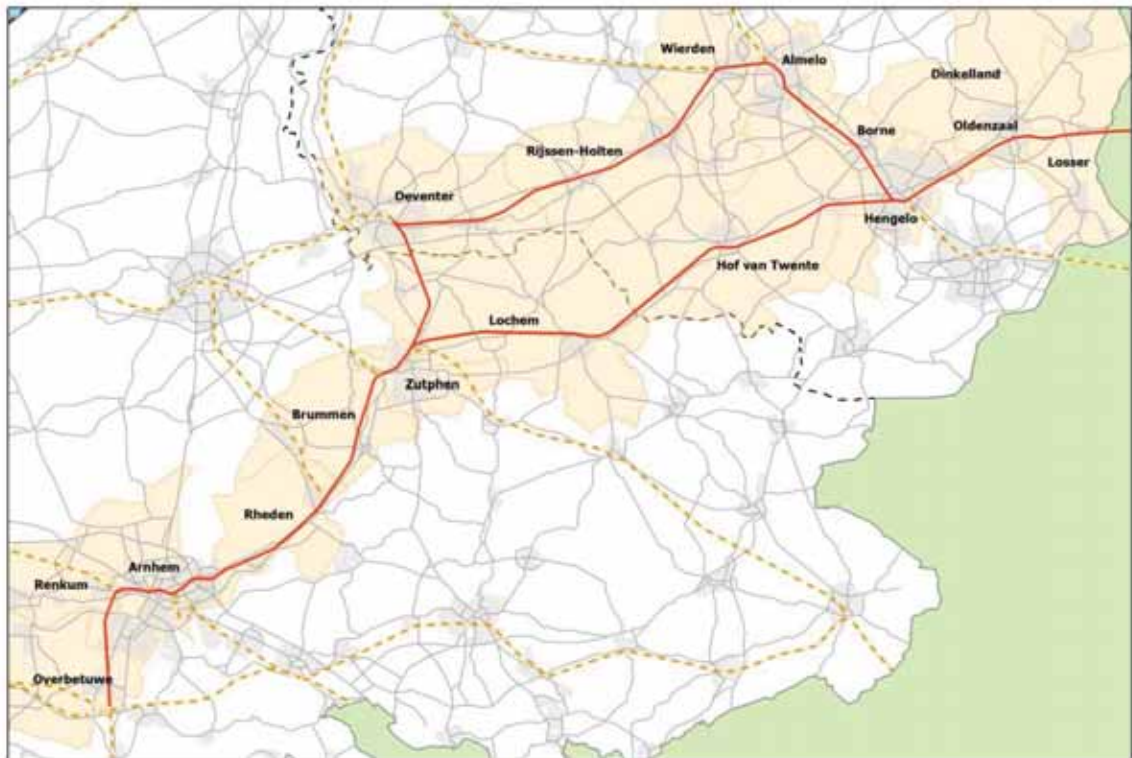 Wierden
Almelo
Dinkelland
Borne
Oldenzaal
Rijssen-Holten
Losser
Deventer
Hengelo
Hof van Twente
Lochem
Zutphen
Brummen
Rheden
Arnhem
Renkum
Overbetuwe